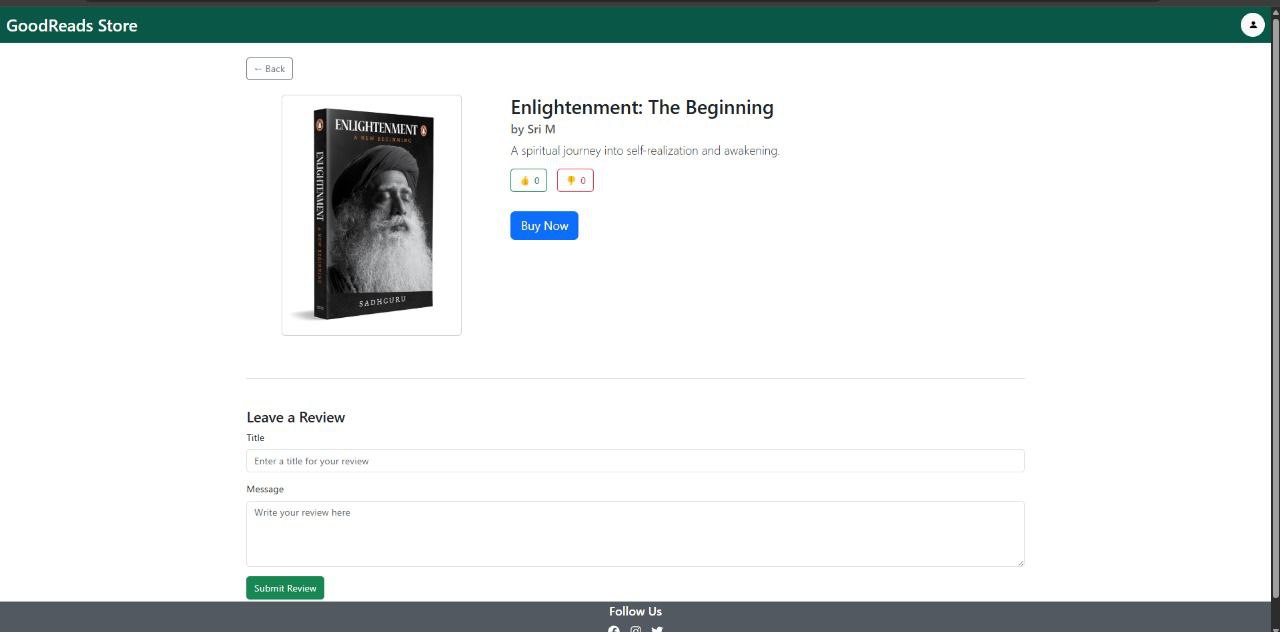 GoodReads Store
← Back
ENLIGHTENMENT
A NEW BEGINNING
ENLIGHTENMENT
A NEW BEGINNING
SADHGURU
Enlightenment: The Beginning
by Sri M
A spiritual journey into self-realization and awakening.
👍 0 👎 0
Buy Now
Leave a Review
Title
Enter a title for your review
Message
Write your review here
Submit Review
Follow Us